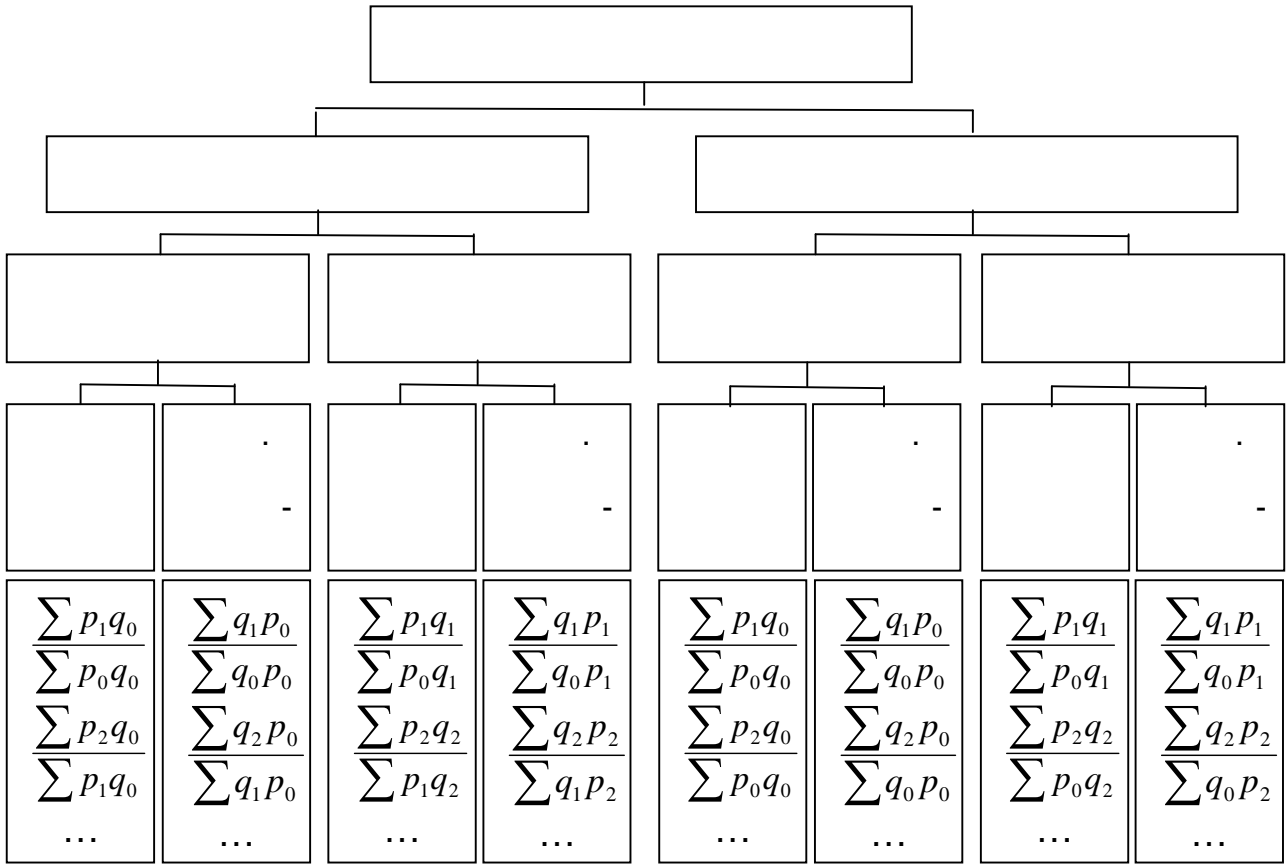 . . . .
- - - -
∑p₁q₀ / ∑p₀q₀ ∑q₁p₀ / ∑q₀p₀ ∑p₁q₁ / ∑p₀q₁ ∑q₁p₁ / ∑q₀p₁ ∑p₁q₀ / ∑p₀q₀ ∑q₁p₀ / ∑q₀p₀ ∑p₁q₁ / ∑p₀q₁ ∑q₁p₁ / ∑q₀p₁
∑p₂q₀ / ∑p₁q₀ ∑q₂p₀ / ∑q₁p₀ ∑p₂q₂ / ∑p₁q₂ ∑q₂p₂ / ∑q₁p₂ ∑p₂q₀ / ∑p₀q₀ ∑q₂p₀ / ∑q₀p₀ ∑p₂q₂ / ∑p₀q₂ ∑q₂p₂ / ∑q₀p₂
... ... ... ... ... ... ... ...